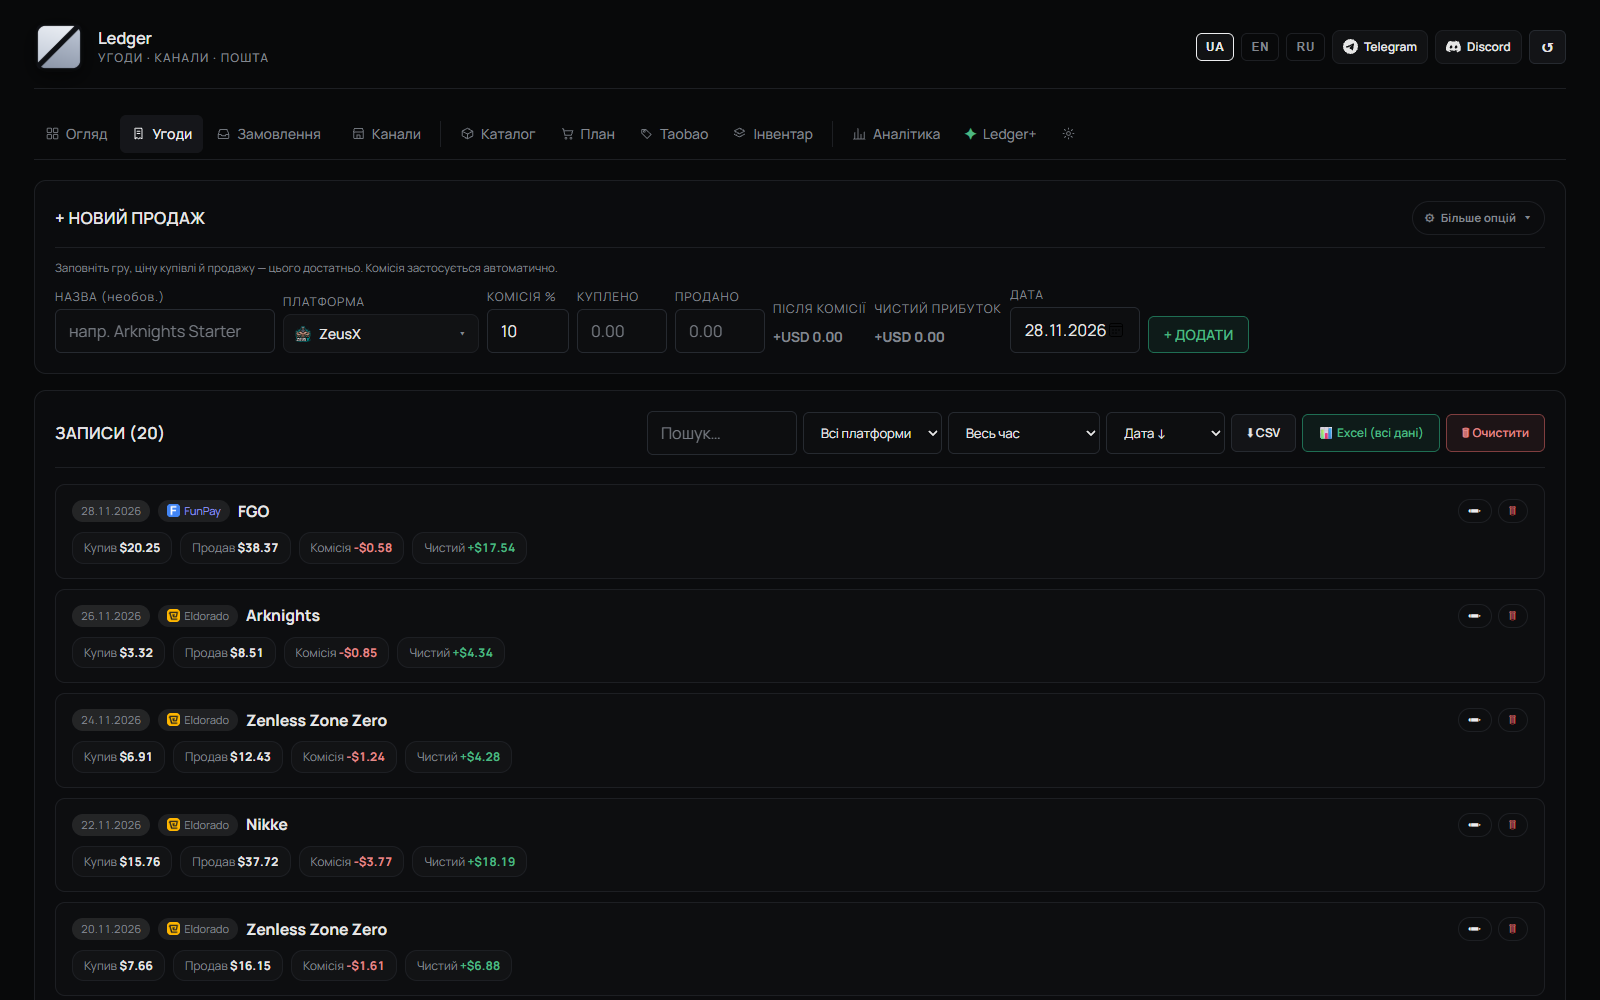 Ledger
УГОДИ · КАНАЛИ · ПОШТА
UA EN RU Telegram Discord
Огляд Угоди Замовлення Канали Каталог План Taobao Інвентар Аналітика Ledger+
+ НОВИЙ ПРОДАЖ
Більше опцій
Заповніть гру, ціну купівлі й продажу — цього достатньо. Комісія застосується автоматично.
НАЗВА (необов.) ПЛАТФОРМА КОМІСІЯ % КУПЛЕНО ПРОДАНО ПІСЛЯ КОМІСІЇ ЧИСТИЙ ПРИБУТОК ДАТА
напр. Arknights Starter ZeusX 10 0.00 0.00 +USD 0.00 +USD 0.00 28.11.2026 + ДОДАТИ
ЗАПИСИ (20)
Пошук... Всі платформи Весь час Дата ↓ ⬇CSV Excel (всі дані) Очистити
28.11.2026 FunPay FGO
Купив $20.25 Продав $38.37 Комісія -$0.58 Чистий +$17.54
26.11.2026 Eldorado Arknights
Купив $3.32 Продав $8.51 Комісія -$0.85 Чистий +$4.34
24.11.2026 Eldorado Zenless Zone Zero
Купив $6.91 Продав $12.43 Комісія -$1.24 Чистий +$4.28
22.11.2026 Eldorado Nikke
Купив $15.76 Продав $37.72 Комісія -$3.77 Чистий +$18.19
20.11.2026 Eldorado Zenless Zone Zero
Купив $7.66 Продав $16.15 Комісія -$1.61 Чистий +$6.88